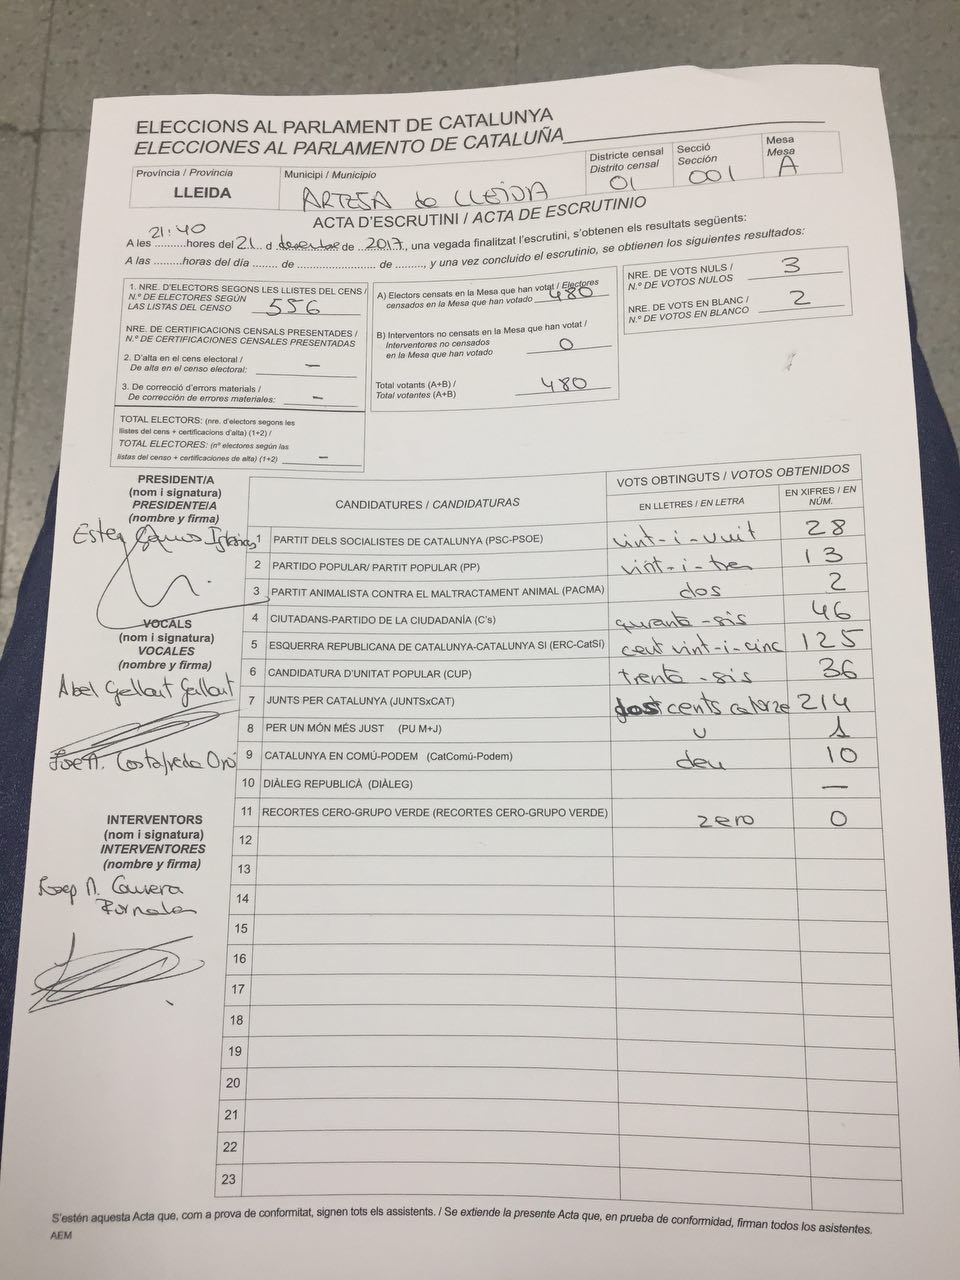 ELECCIONS AL PARLAMENT DE CATALUNYA
ELECCIONES AL PARLAMENTO DE CATALUÑA
Província / Provincia
LLEIDA
Municipi / Municipio
ARTESA de LLEIDA
Districte censal
Distrito censal
01
Secció
Sección
001
Mesa
Mesa
A
ACTA D'ESCRUTINI / ACTA DE ESCRUTINIO
A les 21:40 hores del 21 d desembre de 2017, una vegada finalitzat l'escrutini, s'obtenen els resultats següents:
A las .........horas del día ........ de ........................ de ........, y una vez concluido el escrutinio, se obtienen los siguientes resultados:
1. NRE. D'ELECTORS SEGONS LES LLISTES DEL CENS /
N.º DE ELECTORES SEGÚN
LAS LISTAS DEL CENSO 556
NRE. DE CERTIFICACIONS CENSALS PRESENTADES /
N.º DE CERTIFICACIONES CENSALES PRESENTADAS
2. D'alta en el cens electoral /
De alta en el censo electoral: —
3. De correcció d'errors materials /
De corrección de errores materiales: —
TOTAL ELECTORS: (nre. d'electors segons les
llistes del cens + certificacions d'alta) (1+2) /
TOTAL ELECTORES: (nº electores según las
listas del censo + certificaciones de alta) (1+2) —
A) Electors censats en la Mesa que han votat / Electores
censados en la Mesa que han votado 480
B) Interventors no censats en la Mesa que han votat /
Interventores no censados
en la Mesa que han votado 0
Total votants (A+B) /
Total votantes (A+B) 480
NRE. DE VOTS NULS /
N.º DE VOTOS NULOS 3
NRE. DE VOTS EN BLANC /
N.º DE VOTOS EN BLANCO 2
PRESIDENT/A
(nom i signatura)
PRESIDENTE/A
(nombre y firma)
Ester
VOCALS
(nom i signatura)
VOCALES
(nombre y firma)
Abel Gellart Gallart
Costafreda Oró
INTERVENTORS
(nom i signatura)
INTERVENTORES
(nombre y firma)
Josep M.
CANDIDATURES / CANDIDATURAS
VOTS OBTINGUTS / VOTOS OBTENIDOS
EN LLETRES / EN LETRA
EN XIFRES / EN NÚM.
1 PARTIT DELS SOCIALISTES DE CATALUNYA (PSC-PSOE) vint-i-vuit 28
2 PARTIDO POPULAR/ PARTIT POPULAR (PP) vint-i-tres 13
3 PARTIT ANIMALISTA CONTRA EL MALTRACTAMENT ANIMAL (PACMA) dos 2
4 CIUTADANS-PARTIDO DE LA CIUDADANÍA (C's) quranta-sis 46
5 ESQUERRA REPUBLICANA DE CATALUNYA-CATALUNYA SI (ERC-CatSí) cent vint-i-cinc 125
6 CANDIDATURA D'UNITAT POPULAR (CUP) trenta-sis 36
7 JUNTS PER CATALUNYA (JUNTSxCAT) dos cents catorze 214
8 PER UN MÓN MÉS JUST (PU M+J) u 1
9 CATALUNYA EN COMÚ-PODEM (CatComú-Podem) deu 10
10 DIÀLEG REPUBLICÀ (DIÀLEG) —
11 RECORTES CERO-GRUPO VERDE (RECORTES CERO-GRUPO VERDE) zero 0
12
13
14
15
16
17
18
19
20
21
22
23
S'estén aquesta Acta que, com a prova de conformitat, signen tots els assistents. / Se extiende la presente Acta que, en prueba de conformidad, firman todos los asistentes.
AEM